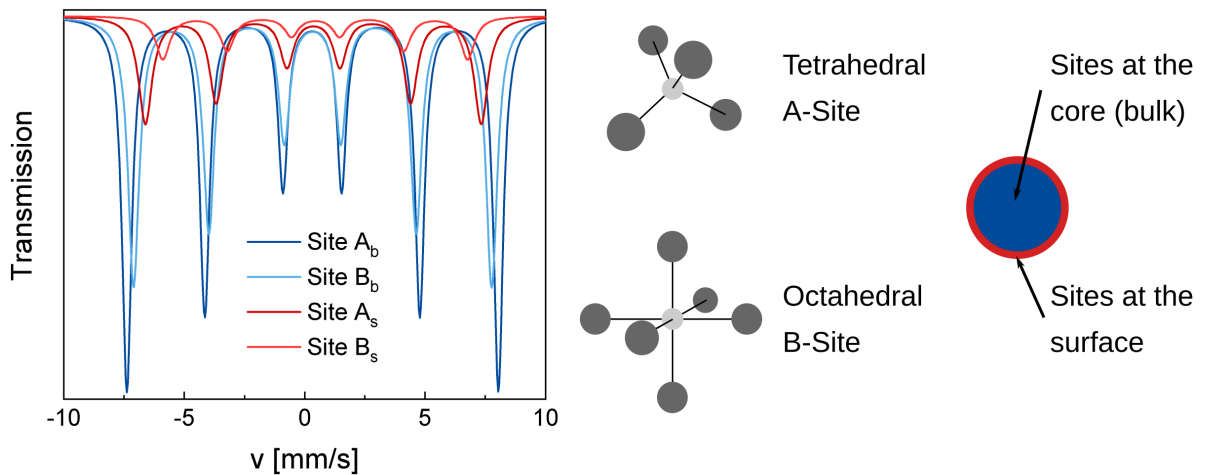 Transmission
Site A_b
Site B_b
Site A_s
Site B_s
-10
-5
0
5
10
v [mm/s]
Tetrahedral
A-Site
Octahedral
B-Site
Sites at the
core (bulk)
Sites at the
surface